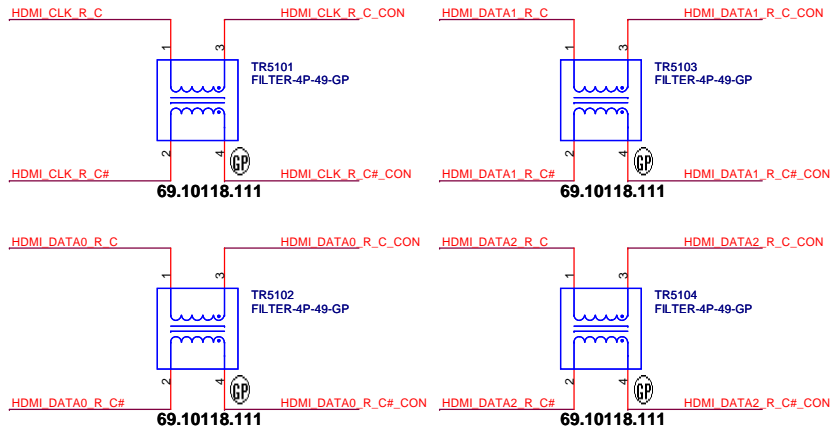 HDMI_CLK_R_C
HDMI_CLK_R_C_CON
1
3
TR5101
FILTER-4P-49-GP
2
4
GP
HDMI_CLK_R_C#
HDMI_CLK_R_C#_CON
69.10118.111
HDMI_DATA1_R_C
HDMI_DATA1_R_C_CON
1
3
TR5103
FILTER-4P-49-GP
2
4
GP
HDMI_DATA1_R_C#
HDMI_DATA1_R_C#_CON
69.10118.111
HDMI_DATA0_R_C
HDMI_DATA0_R_C_CON
1
3
TR5102
FILTER-4P-49-GP
2
4
GP
HDMI_DATA0_R_C#
HDMI_DATA0_R_C#_CON
69.10118.111
HDMI_DATA2_R_C
HDMI_DATA2_R_C_CON
1
3
TR5104
FILTER-4P-49-GP
2
4
GP
HDMI_DATA2_R_C#
HDMI_DATA2_R_C#_CON
69.10118.111